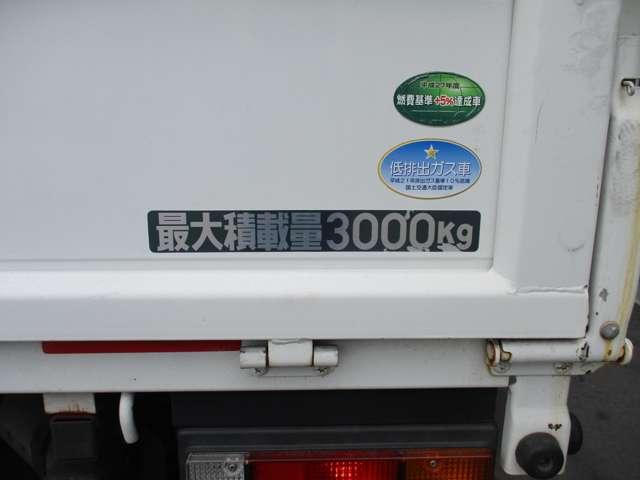 平成27年度
燃費基準+5%達成車
低排出ガス車
平成21年排出ガス基準10%低減
国土交通大臣認定車
最大積載量3000Kg